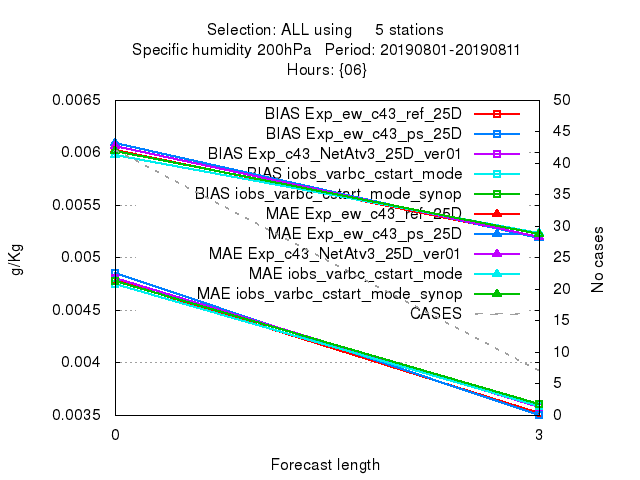 Selection: ALL using 5 stations
Specific humidity 200hPa Period: 20190801-20190811
Hours: {06}
0.0065
0.006
0.0055
0.005
0.0045
0.004
0.0035
g/Kg
BIAS Exp_ew_c43_ref_25D
BIAS Exp_ew_c43_ps_25D
BIAS Exp_c43_NetAtv3_25D_ver01
BIAS iobs_varbc_cstart_mode
BIAS iobs_varbc_cstart_mode_synop
MAE Exp_ew_c43_ref_25D
MAE Exp_ew_c43_ps_25D
MAE Exp_c43_NetAtv3_25D_ver01
MAE iobs_varbc_cstart_mode
MAE iobs_varbc_cstart_mode_synop
CASES
50
45
40
35
30
25
20
15
10
5
0
No cases
0 3
Forecast length